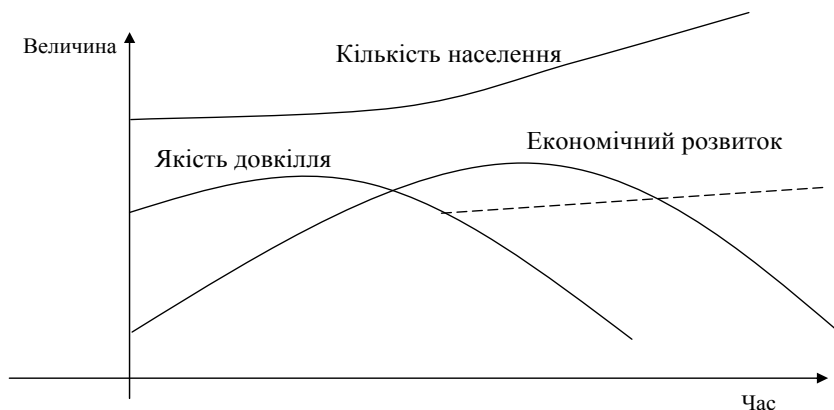 Величина
Кількість населення
Економічний розвиток
Якість довкілля
Час